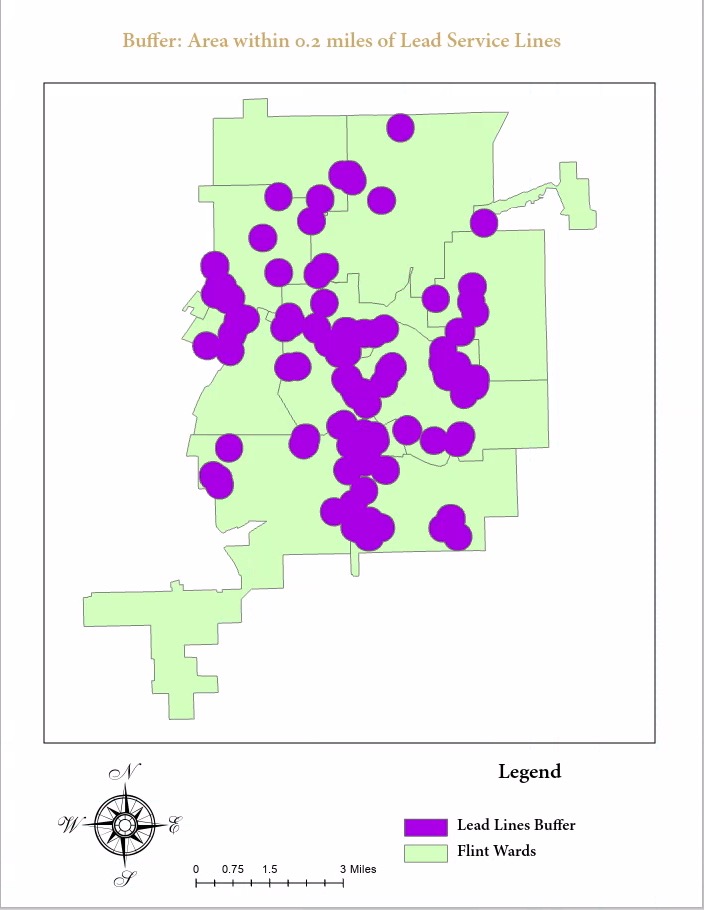 Buffer: Area within 0.2 miles of Lead Service Lines
Legend
N
W E
S
Lead Lines Buffer
Flint Wards
0 0.75 1.5 3 Miles